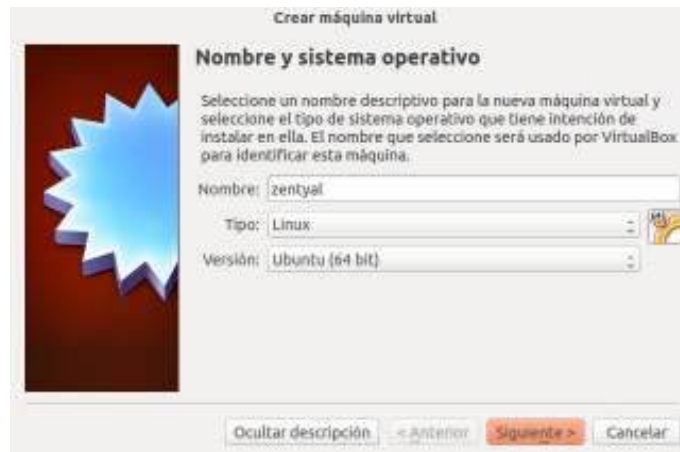 Crear máquina virtual
Nombre y sistema operativo
Seleccione un nombre descriptivo para la nueva máquina virtual y
seleccione el tipo de sistema operativo que tiene intención de
instalar en ella. El nombre que seleccione será usado por VirtualBox
para identificar esta máquina.
Nombre: zentyal
Tipo: Linux
Versión: Ubuntu (64 bit)
Ocultar descripción < Anterior Siguiente > Cancelar